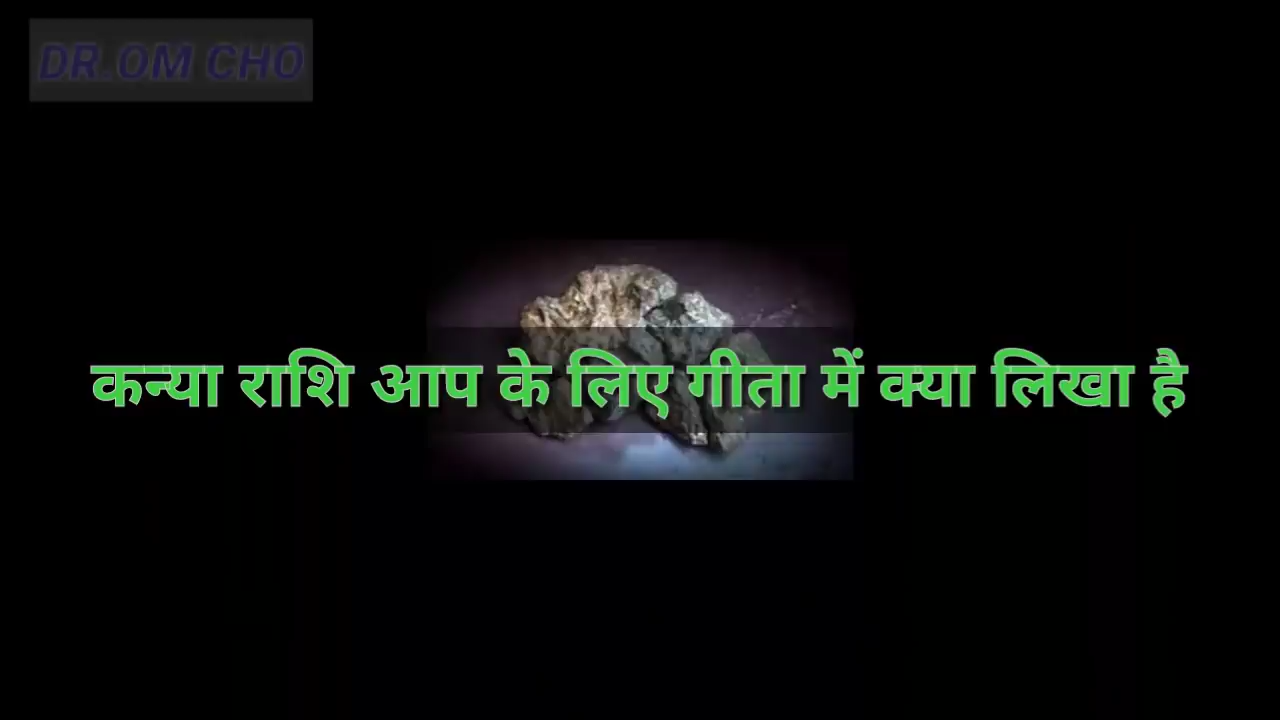 DR.OM CHO
कन्या राशि आप के लिए गीता में क्या लिखा है